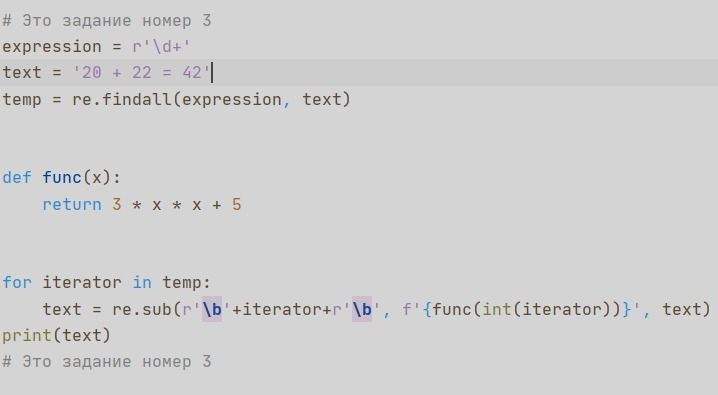 # Это задание номер 3
expression = r'\d+'
text = '20 + 22 = 42'
temp = re.findall(expression, text)
def func(x):
    return 3 * x * x + 5
for iterator in temp:
    text = re.sub(r'\b'+iterator+r'\b', f'{func(int(iterator))}', text)
print(text)
# Это задание номер 3